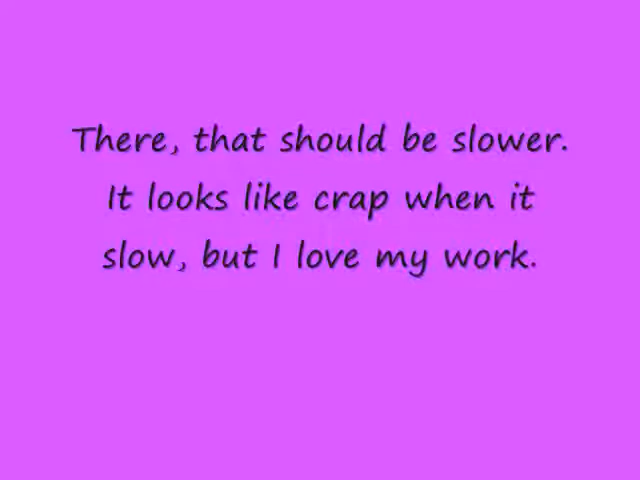 There, that should be slower.
It looks like crap when it
slow, but I love my work.